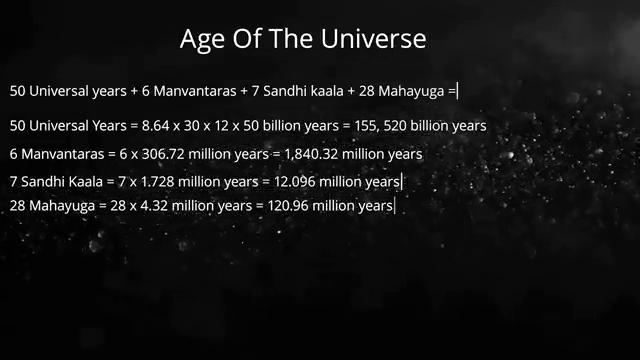 Age Of The Universe
50 Universal years + 6 Manvantaras + 7 Sandhi kaala + 28 Mahayuga =
50 Universal Years = 8.64 x 30 x 12 x 50 billion years = 155, 520 billion years
6 Manvantaras = 6 x 306.72 million years = 1,840.32 million years
7 Sandhi Kaala = 7 x 1.728 million years = 12.096 million years
28 Mahayuga = 28 x 4.32 million years = 120.96 million years